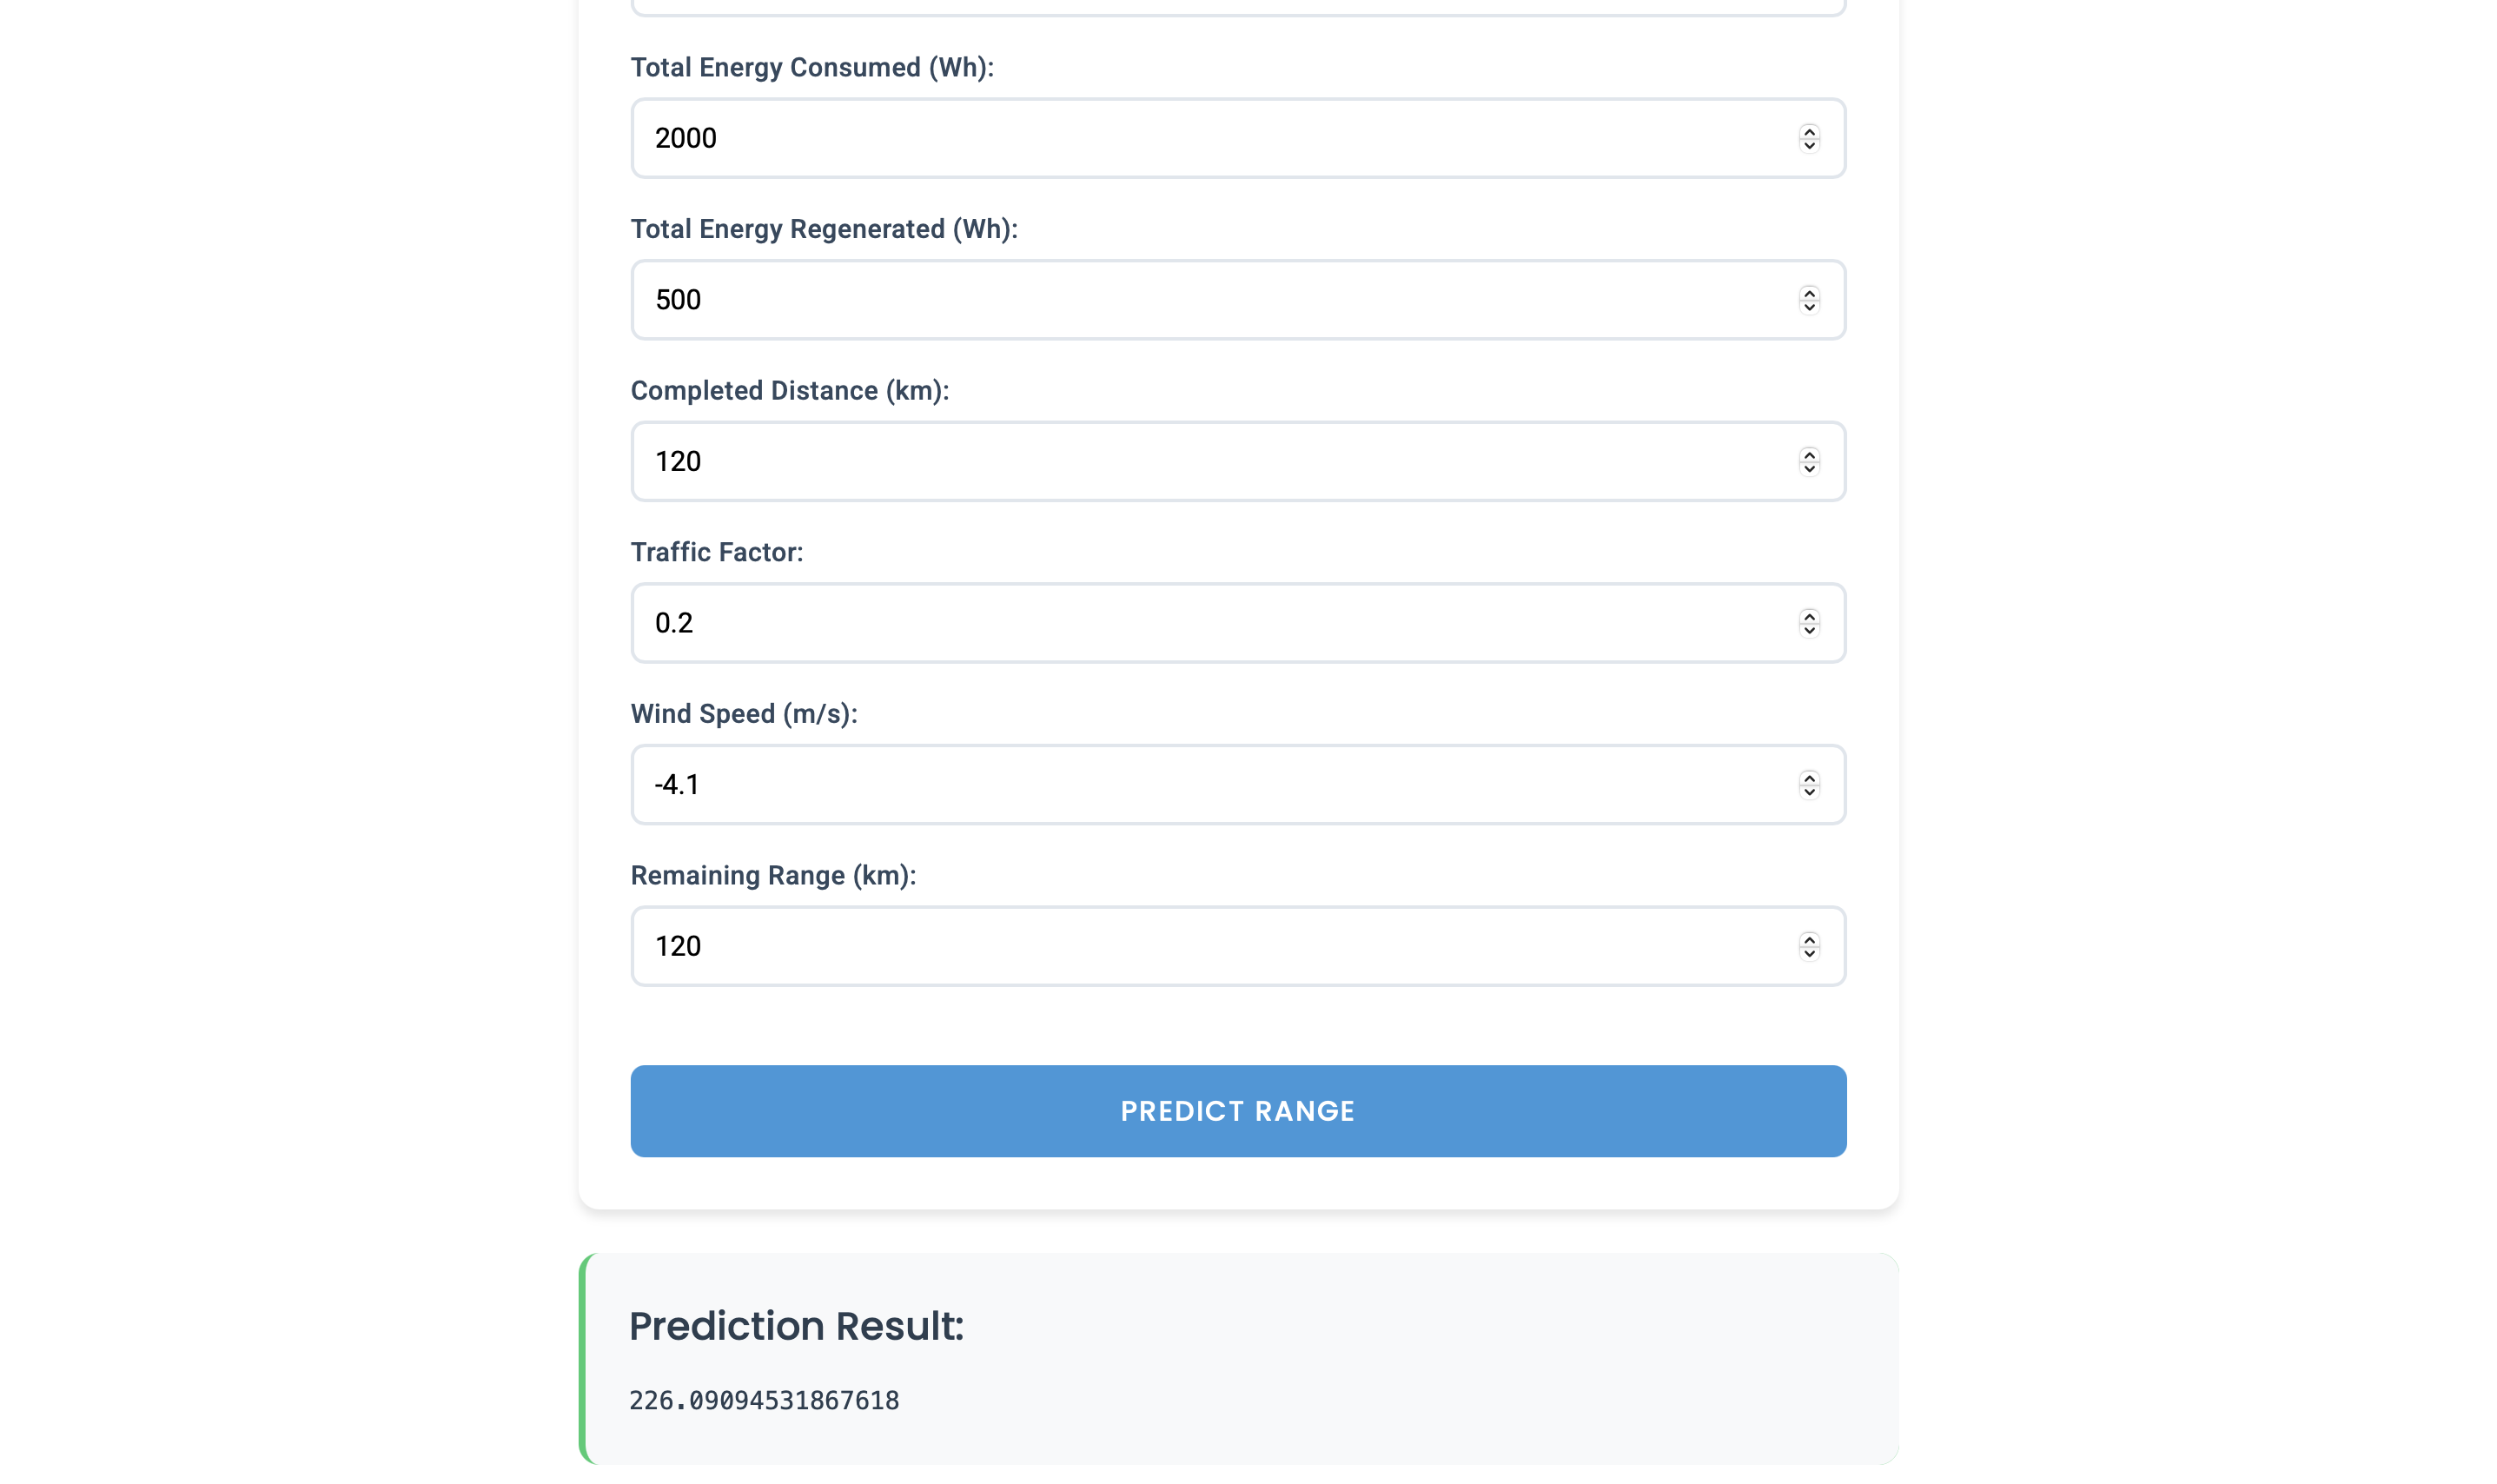 Total Energy Consumed (Wh):
2000
Total Energy Regenerated (Wh):
500
Completed Distance (km):
120
Traffic Factor:
0.2
Wind Speed (m/s):
-4.1
Remaining Range (km):
120
PREDICT RANGE
Prediction Result:
226.09094531867618